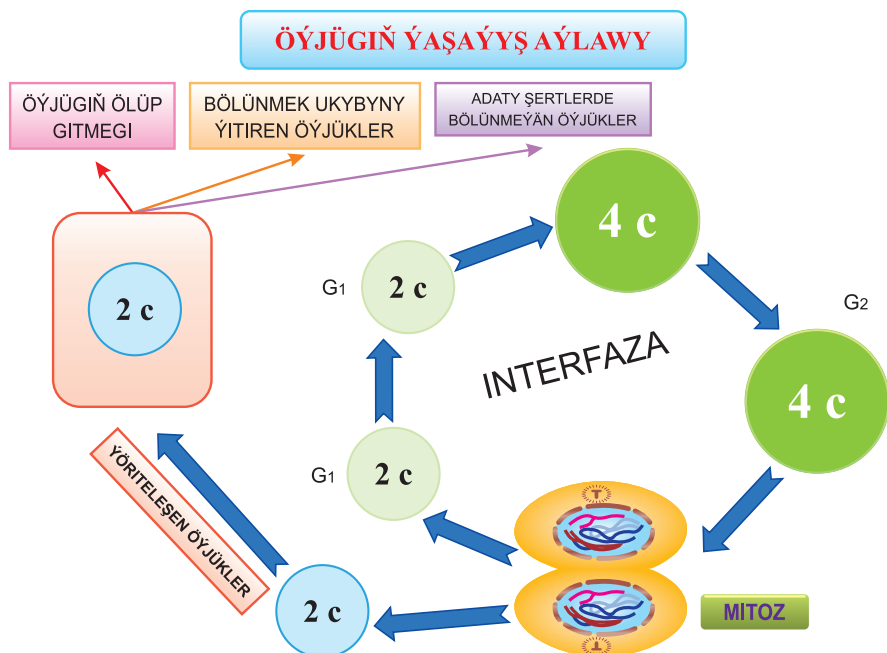 ÖÝJÜGIŇ ÝAŞAÝYŞ AÝLAWY
ÖÝJÜGIŇ ÖLÜP
GITMEGI
BÖLÜNMEK UKYBYNY
ÝITIREN ÖÝJÜKLER
ADATY ŞERTLERDE
BÖLÜNMEÝÄN ÖÝJÜKLER
4 c
G1
2 c
2 c
G2
INTERFAZA
4 c
G1
2 c
ÝÖRITELEŞEN ÖÝJÜKLER
2 c
MITOZ